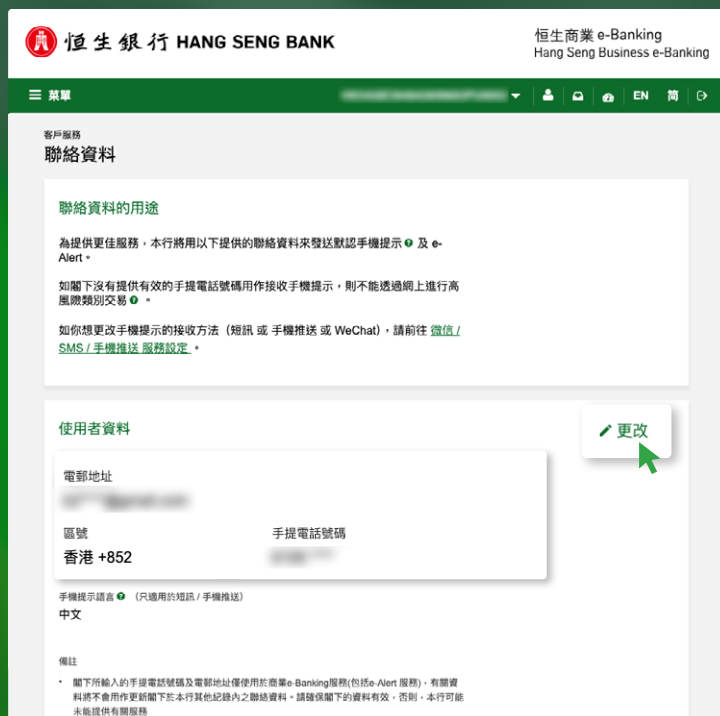 恒生銀行 HANG SENG BANK
恒生商業 e-Banking
Hang Seng Business e-Banking
菜單
EN 简
客戶服務
聯絡資料
聯絡資料的用途
為提供更佳服務，本行將用以下提供的聯絡資料來發送默認手機提示 及 e-
Alert。
如閣下沒有提供有效的手提電話號碼用作接收手機提示，則不能透過網上進行高
風險類別交易 。
如你想更改手機提示的接收方法（短訊 或 手機推送 或 WeChat），請前往 微信 /
SMS / 手機推送 服務設定 。
使用者資料
更改
電郵地址
區號 手提電話號碼
香港 +852
手機提示語言 （只適用於短訊 / 手機推送）
中文
備註
• 閣下所輸入的手提電話號碼及電郵地址僅使用於商業e-Banking服務(包括e-Alert 服務)，有關資
料將不會用作更新閣下於本行其他紀錄內之聯絡資料。請確保閣下的資料有效，否則，本行可能
未能提供有關服務